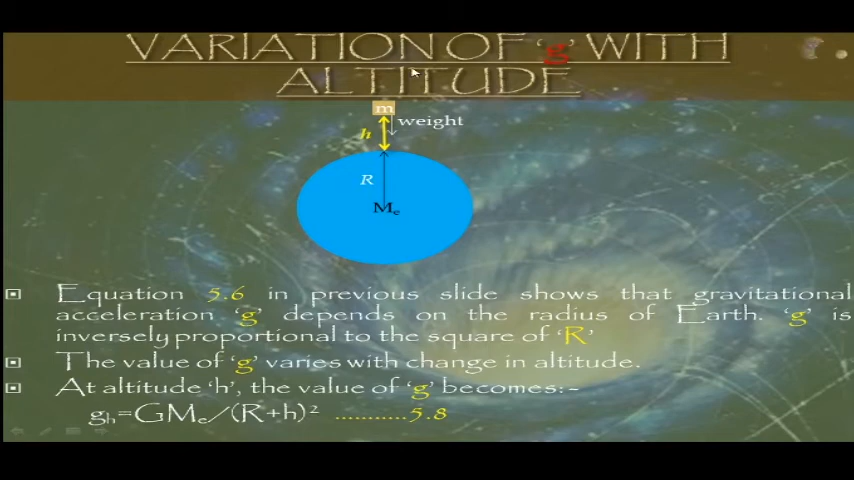 VARIATION OF ‘g’ WITH
ALTITUDE
m
weight
h
R
Me
Equation 5.6 in previous slide shows that gravitational
acceleration ‘g’ depends on the radius of Earth. ‘g’ is
inversely proportional to the square of ‘R’
The value of ‘g’ varies with change in altitude.
At altitude ‘h’, the value of ‘g’ becomes:-
gh=GMe/(R+h)² ...........5.8